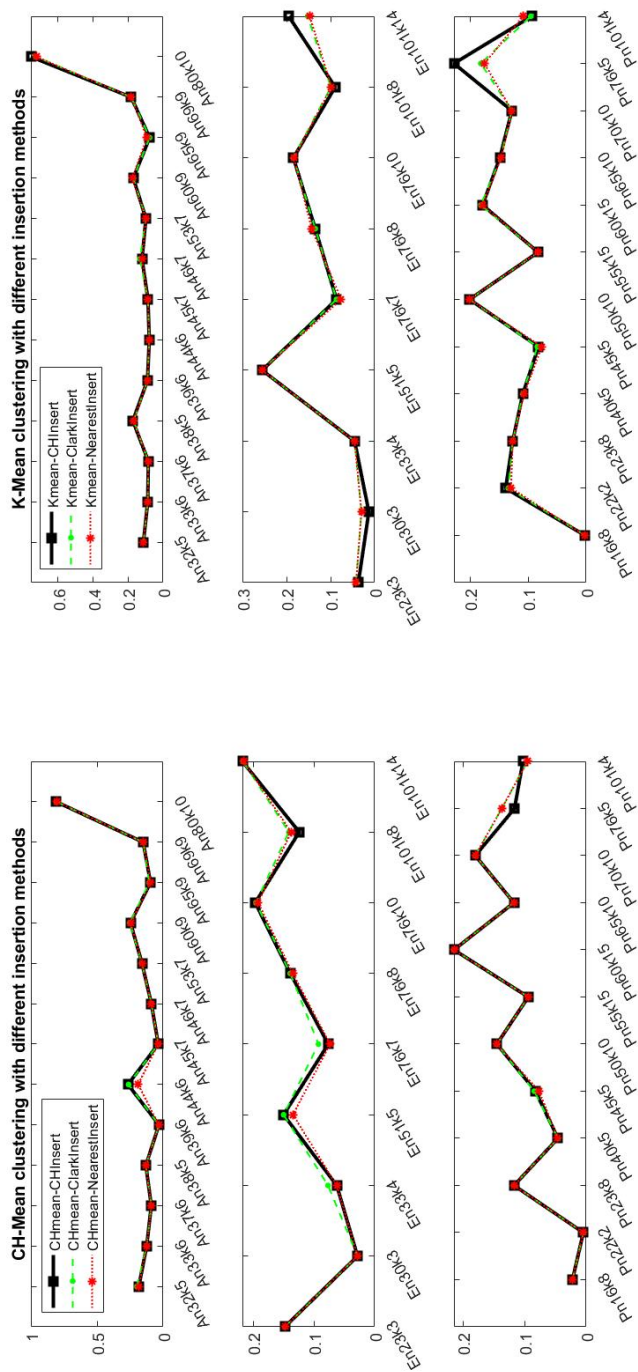 CH-Mean clustering with different insertion methods
1
0.5
0
CHmean-CHInsert
CHmean-ClarkInsert
CHmean-NearestInsert
An32k5
An33k6
An37k6
An38k5
An39k6
An44k6
An45k7
An46k7
An53k7
An60k9
An65k9
An69k9
An80k10
0.2
0.1
0
En23k3
En30k3
En33k4
En51k5
En76k7
En76k8
En76k10
En101k8
En101k14
0.2
0.1
0
Pn16k8
Pn22k2
Pn23k8
Pn40k5
Pn45k5
Pn50k10
Pn55k15
Pn60k15
Pn65k10
Pn70k10
Pn76k5
Pn101k4
K-Mean clustering with different insertion methods
0.6
0.4
0.2
0
Kmean-CHInsert
Kmean-ClarkInsert
Kmean-NearestInsert
An32k5
An33k6
An37k6
An38k5
An39k6
An44k6
An45k7
An46k7
An53k7
An60k9
An65k9
An69k9
An80k10
0.3
0.2
0.1
0
En23k3
En30k3
En33k4
En51k5
En76k7
En76k8
En76k10
En101k8
En101k14
0.2
0.1
0
Pn16k8
Pn22k2
Pn23k8
Pn40k5
Pn45k5
Pn50k10
Pn55k15
Pn60k15
Pn65k10
Pn70k10
Pn76k5
Pn101k4